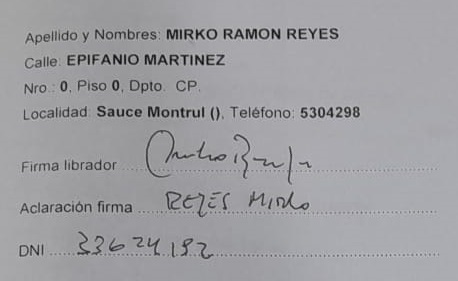 Apellido y Nombres: MIRKO RAMON REYES
Calle: EPIFANIO MARTINEZ
Nro.: 0, Piso 0, Dpto. CP.
Localidad: Sauce Montrul (), Teléfono: 5304298
Firma librador
Aclaración firma REYES MIRKO
DNI 33624192